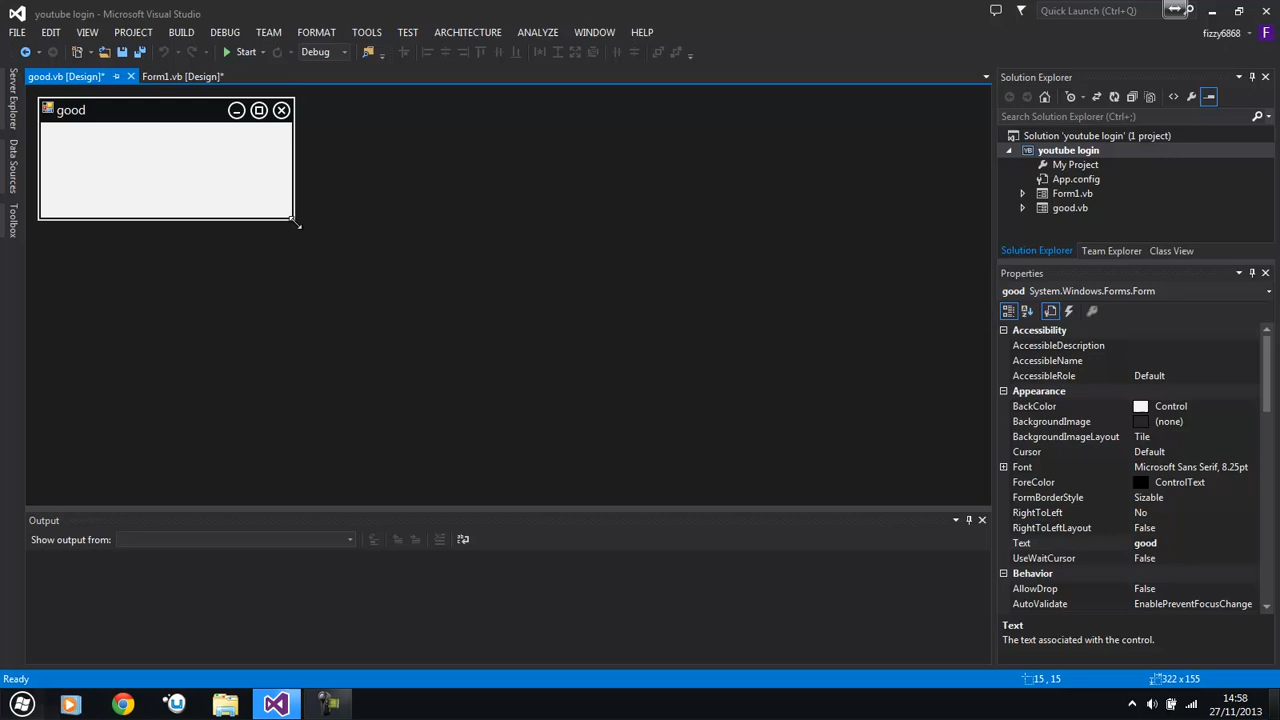 youtube login - Microsoft Visual Studio
Quick Launch (Ctrl+Q)
FILE EDIT VIEW PROJECT BUILD DEBUG TEAM FORMAT TOOLS TEST ARCHITECTURE ANALYZE WINDOW HELP
fizzy6868 F
Start Debug
good.vb [Design]* Form1.vb [Design]*
Server Explorer
Data Sources
Toolbox
good
Solution Explorer
Search Solution Explorer (Ctrl+;)
Solution 'youtube login' (1 project)
VB youtube login
My Project
App.config
Form1.vb
good.vb
Solution Explorer Team Explorer Class View
Properties
good System.Windows.Forms.Form
Accessibility
AccessibleDescription
AccessibleName
AccessibleRole Default
Appearance
BackColor Control
BackgroundImage (none)
BackgroundImageLayout Tile
Cursor Default
Font Microsoft Sans Serif, 8.25pt
ForeColor ControlText
FormBorderStyle Sizable
RightToLeft No
RightToLeftLayout False
Text good
UseWaitCursor False
Behavior
AllowDrop False
AutoValidate EnablePreventFocusChange
Text
The text associated with the control.
Output
Show output from:
Ready
15 , 15
322 x 155
14:58
27/11/2013